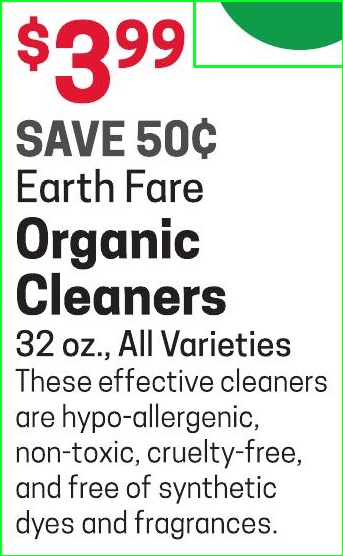 $3.99
SAVE 50¢
Earth Fare
Organic
Cleaners
32 oz., All Varieties
These effective cleaners
are hypo-allergenic,
non-toxic, cruelty-free,
and free of synthetic
dyes and fragrances.